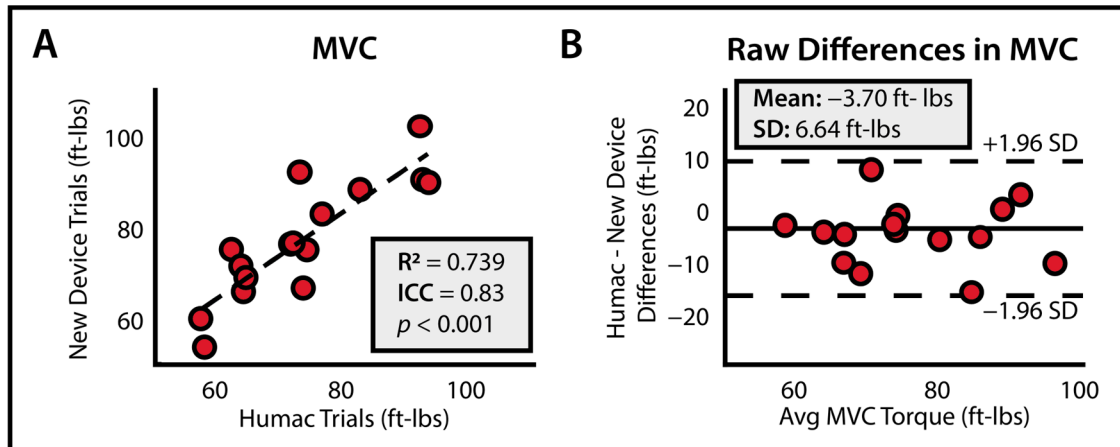 A
MVC
New Device Trials (ft-lbs)
100
80
60
R² = 0.739
ICC = 0.83
p < 0.001
60
80
100
Humac Trials (ft-lbs)
B
Raw Differences in MVC
Humac - New Device
Differences (ft-lbs)
20
10
0
−10
−20
Mean: −3.70 ft- lbs
SD: 6.64 ft-lbs
+1.96 SD
−1.96 SD
60
80
100
Avg MVC Torque (ft-lbs)